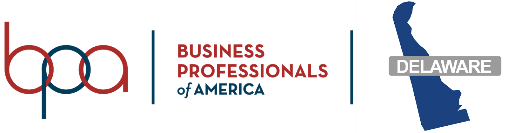 bpa
BUSINESS
PROFESSIONALS
of AMERICA
DELAWARE